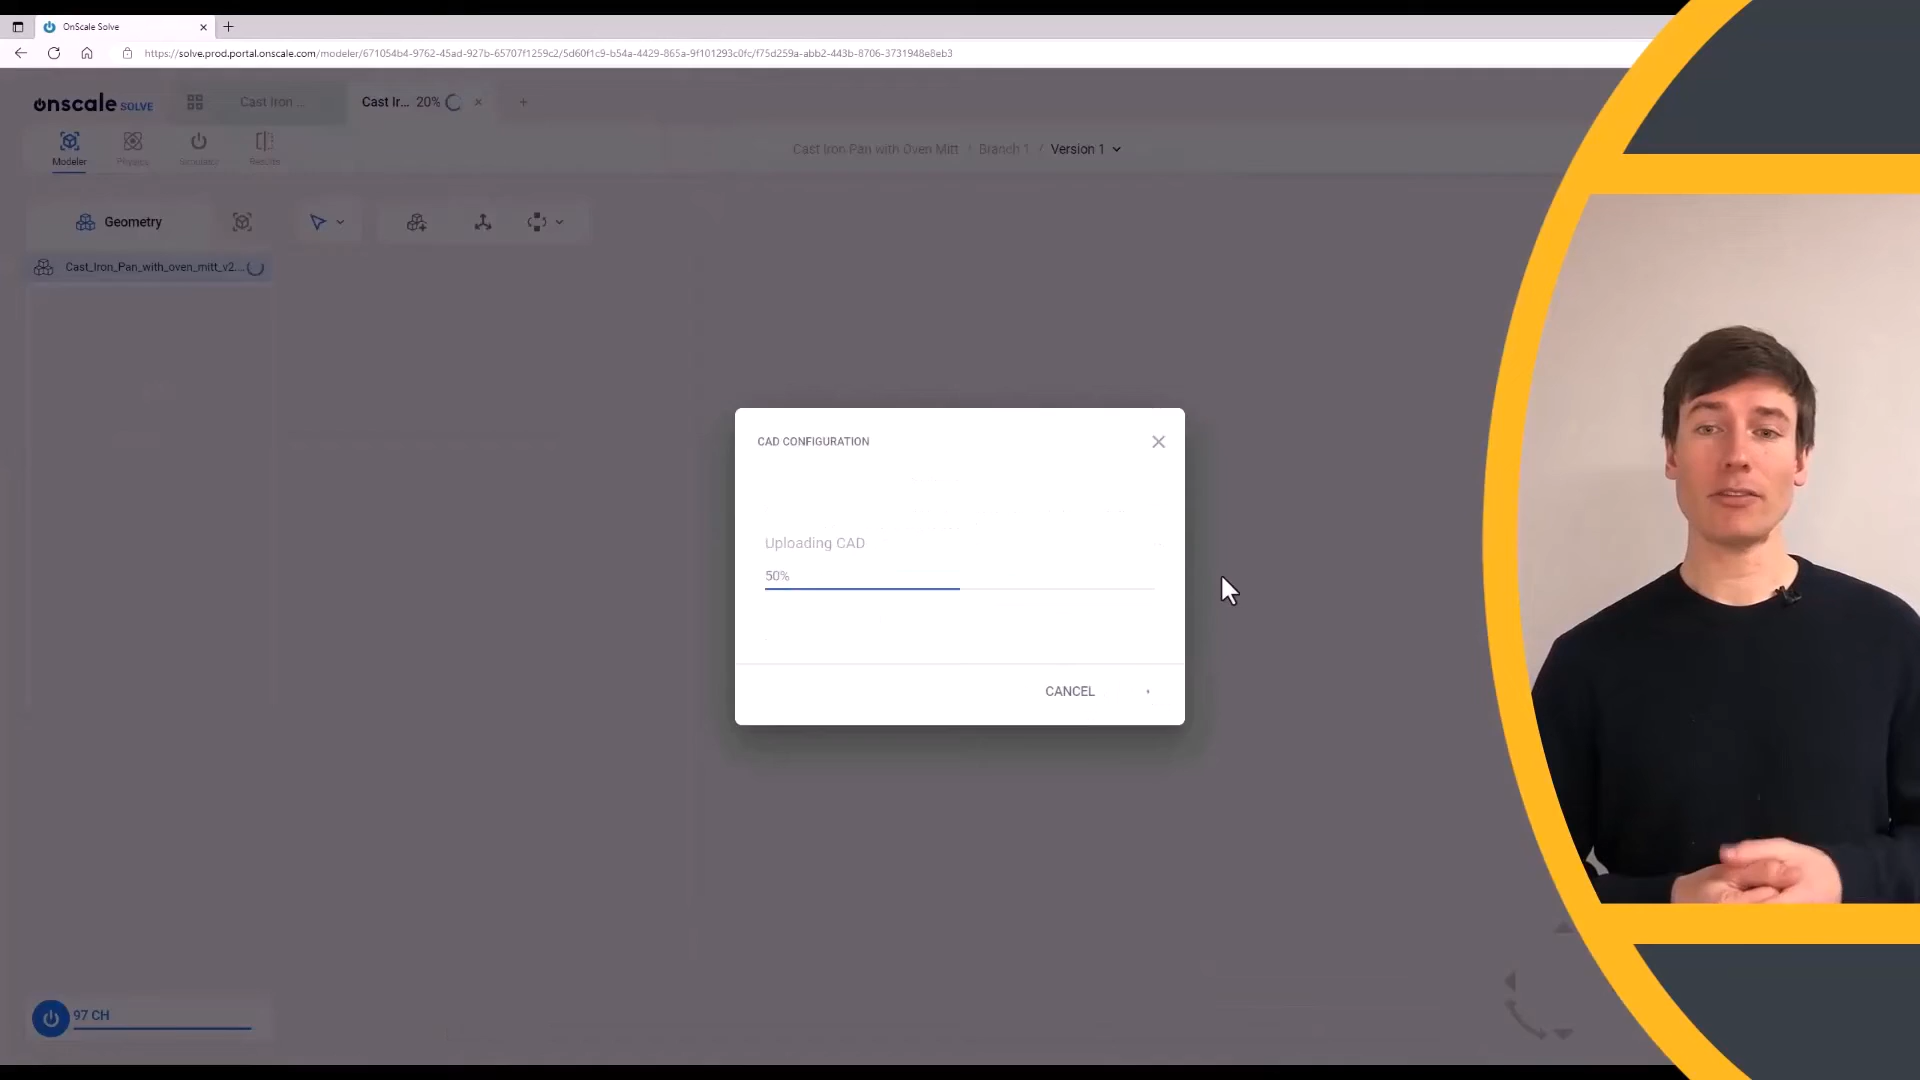 OnScale Solve
https://solve.prod.portal.onscale.com/modeler/671054b4-9762-45ad-927b-65707f1259c2/5d60f1c9-b54a-4429-865a-9f101293c0fc/f75d259a-abb2-443b-8706-3731948e8eb3
onscale SOLVE
Cast Iron ...
Cast Ir... 20%
Modeler
Physics
Simulate
Results
Cast Iron Pan with Oven Mitt / Branch 1 / Version 1
Geometry
Cast_Iron_Pan_with_oven_mitt_v2...
CAD CONFIGURATION
Uploading CAD
50%
CANCEL
97 CH